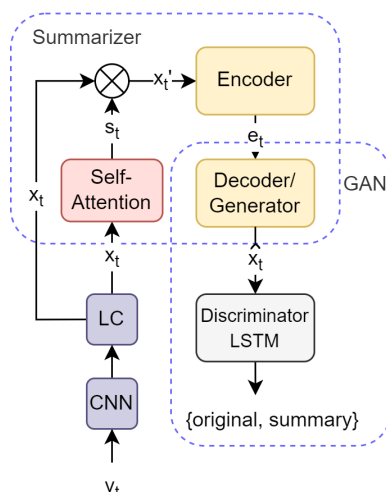 Summarizer
x_t'
Encoder
s_t
e_t
x_t
Self-
Attention
Decoder/
Generator
GAN
x_t
x̂_t
LC
Discriminator
LSTM
CNN
{original, summary}
v_t